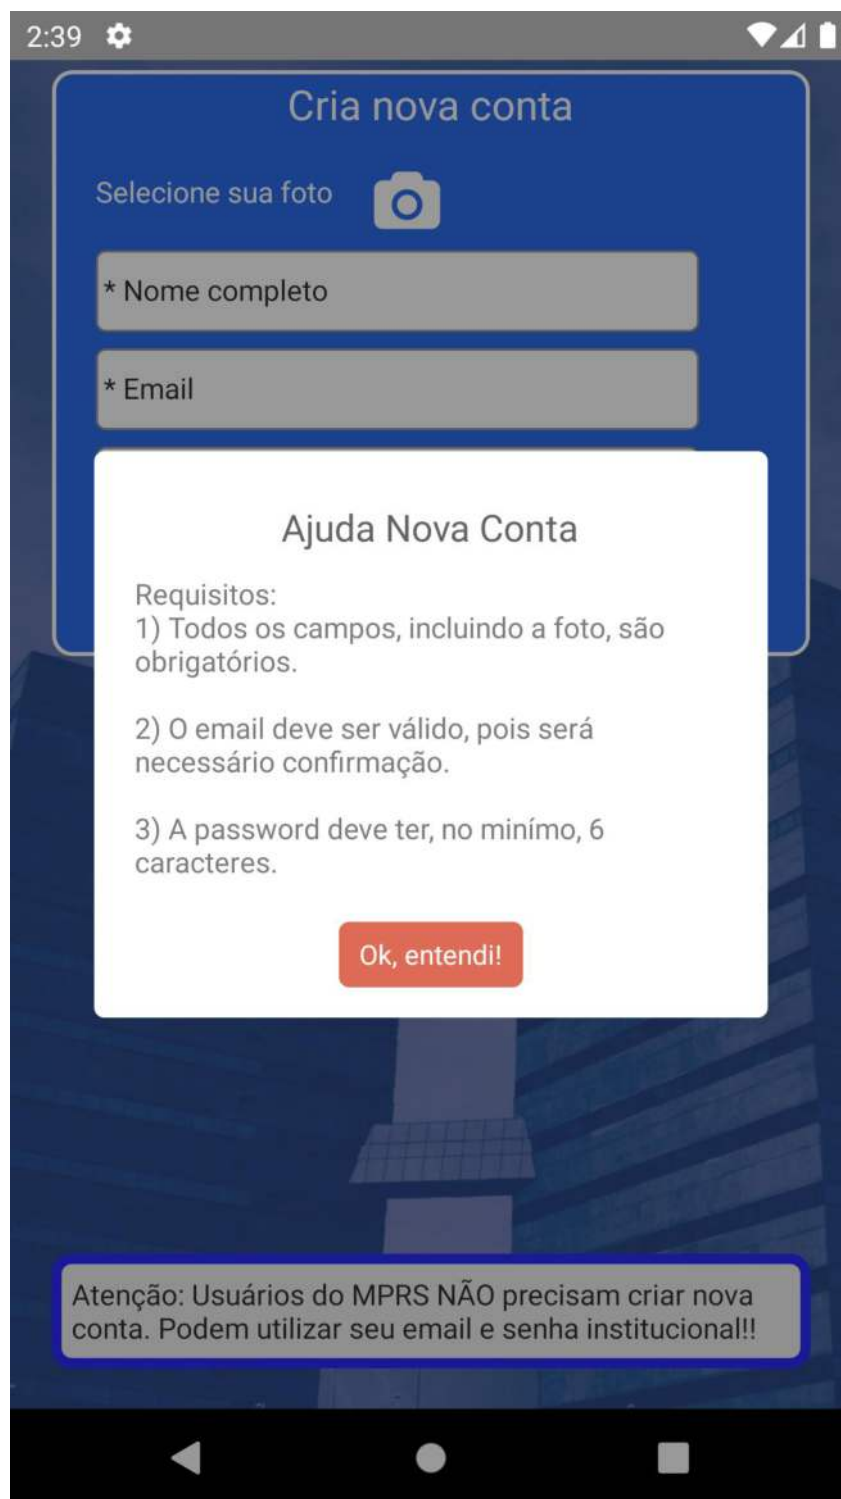 2:39
Cria nova conta
Selecione sua foto
* Nome completo
* Email
Ajuda Nova Conta
Requisitos:
1) Todos os campos, incluindo a foto, são
obrigatórios.
2) O email deve ser válido, pois será
necessário confirmação.
3) A password deve ter, no minímo, 6
caracteres.
Ok, entendi!
Atenção: Usuários do MPRS NÃO precisam criar nova
conta. Podem utilizar seu email e senha institucional!!